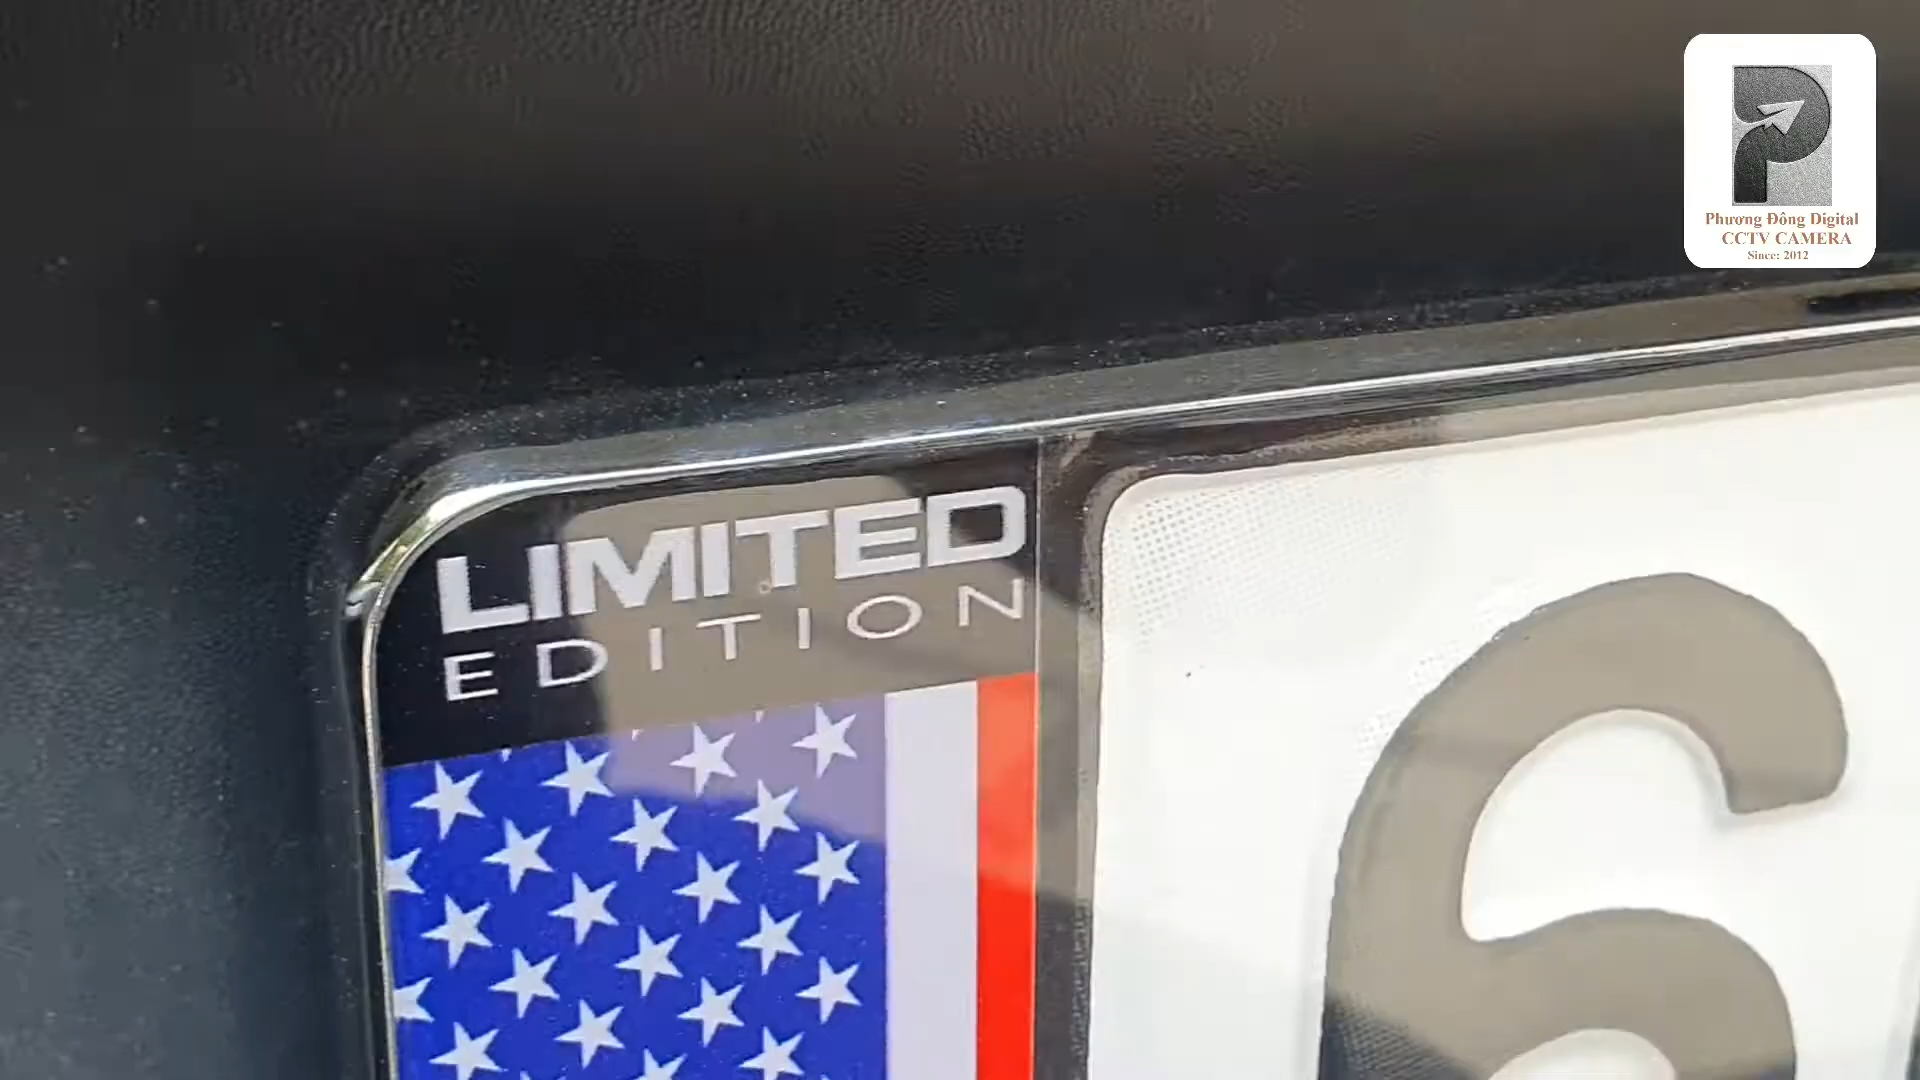 Phương Đông Digital
CCTV CAMERA
Since: 2012
LIMITED
EDITION
6